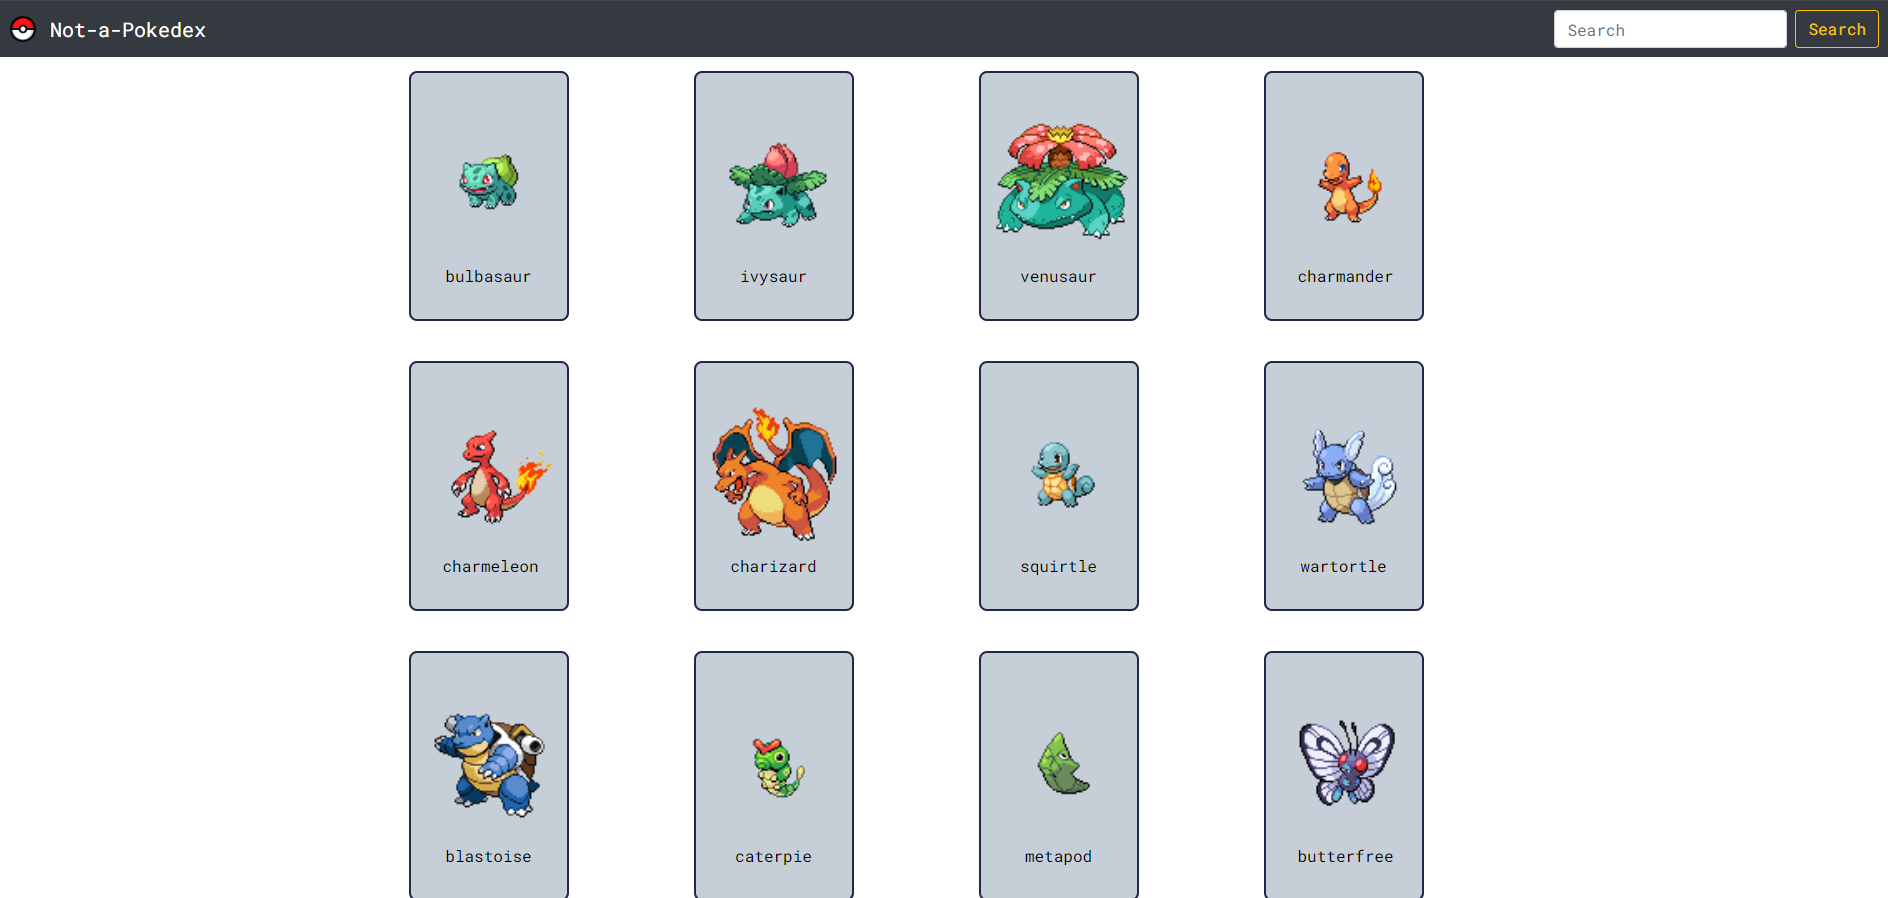 Not-a-Pokedex
Search Search
bulbasaur ivysaur venusaur charmander
charmeleon charizard squirtle wartortle
blastoise caterpie metapod butterfree